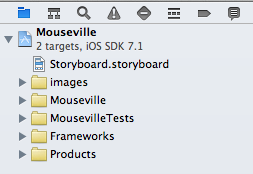 Mouseville
2 targets, iOS SDK 7.1
Storyboard.storyboard
images
Mouseville
MousevilleTests
Frameworks
Products